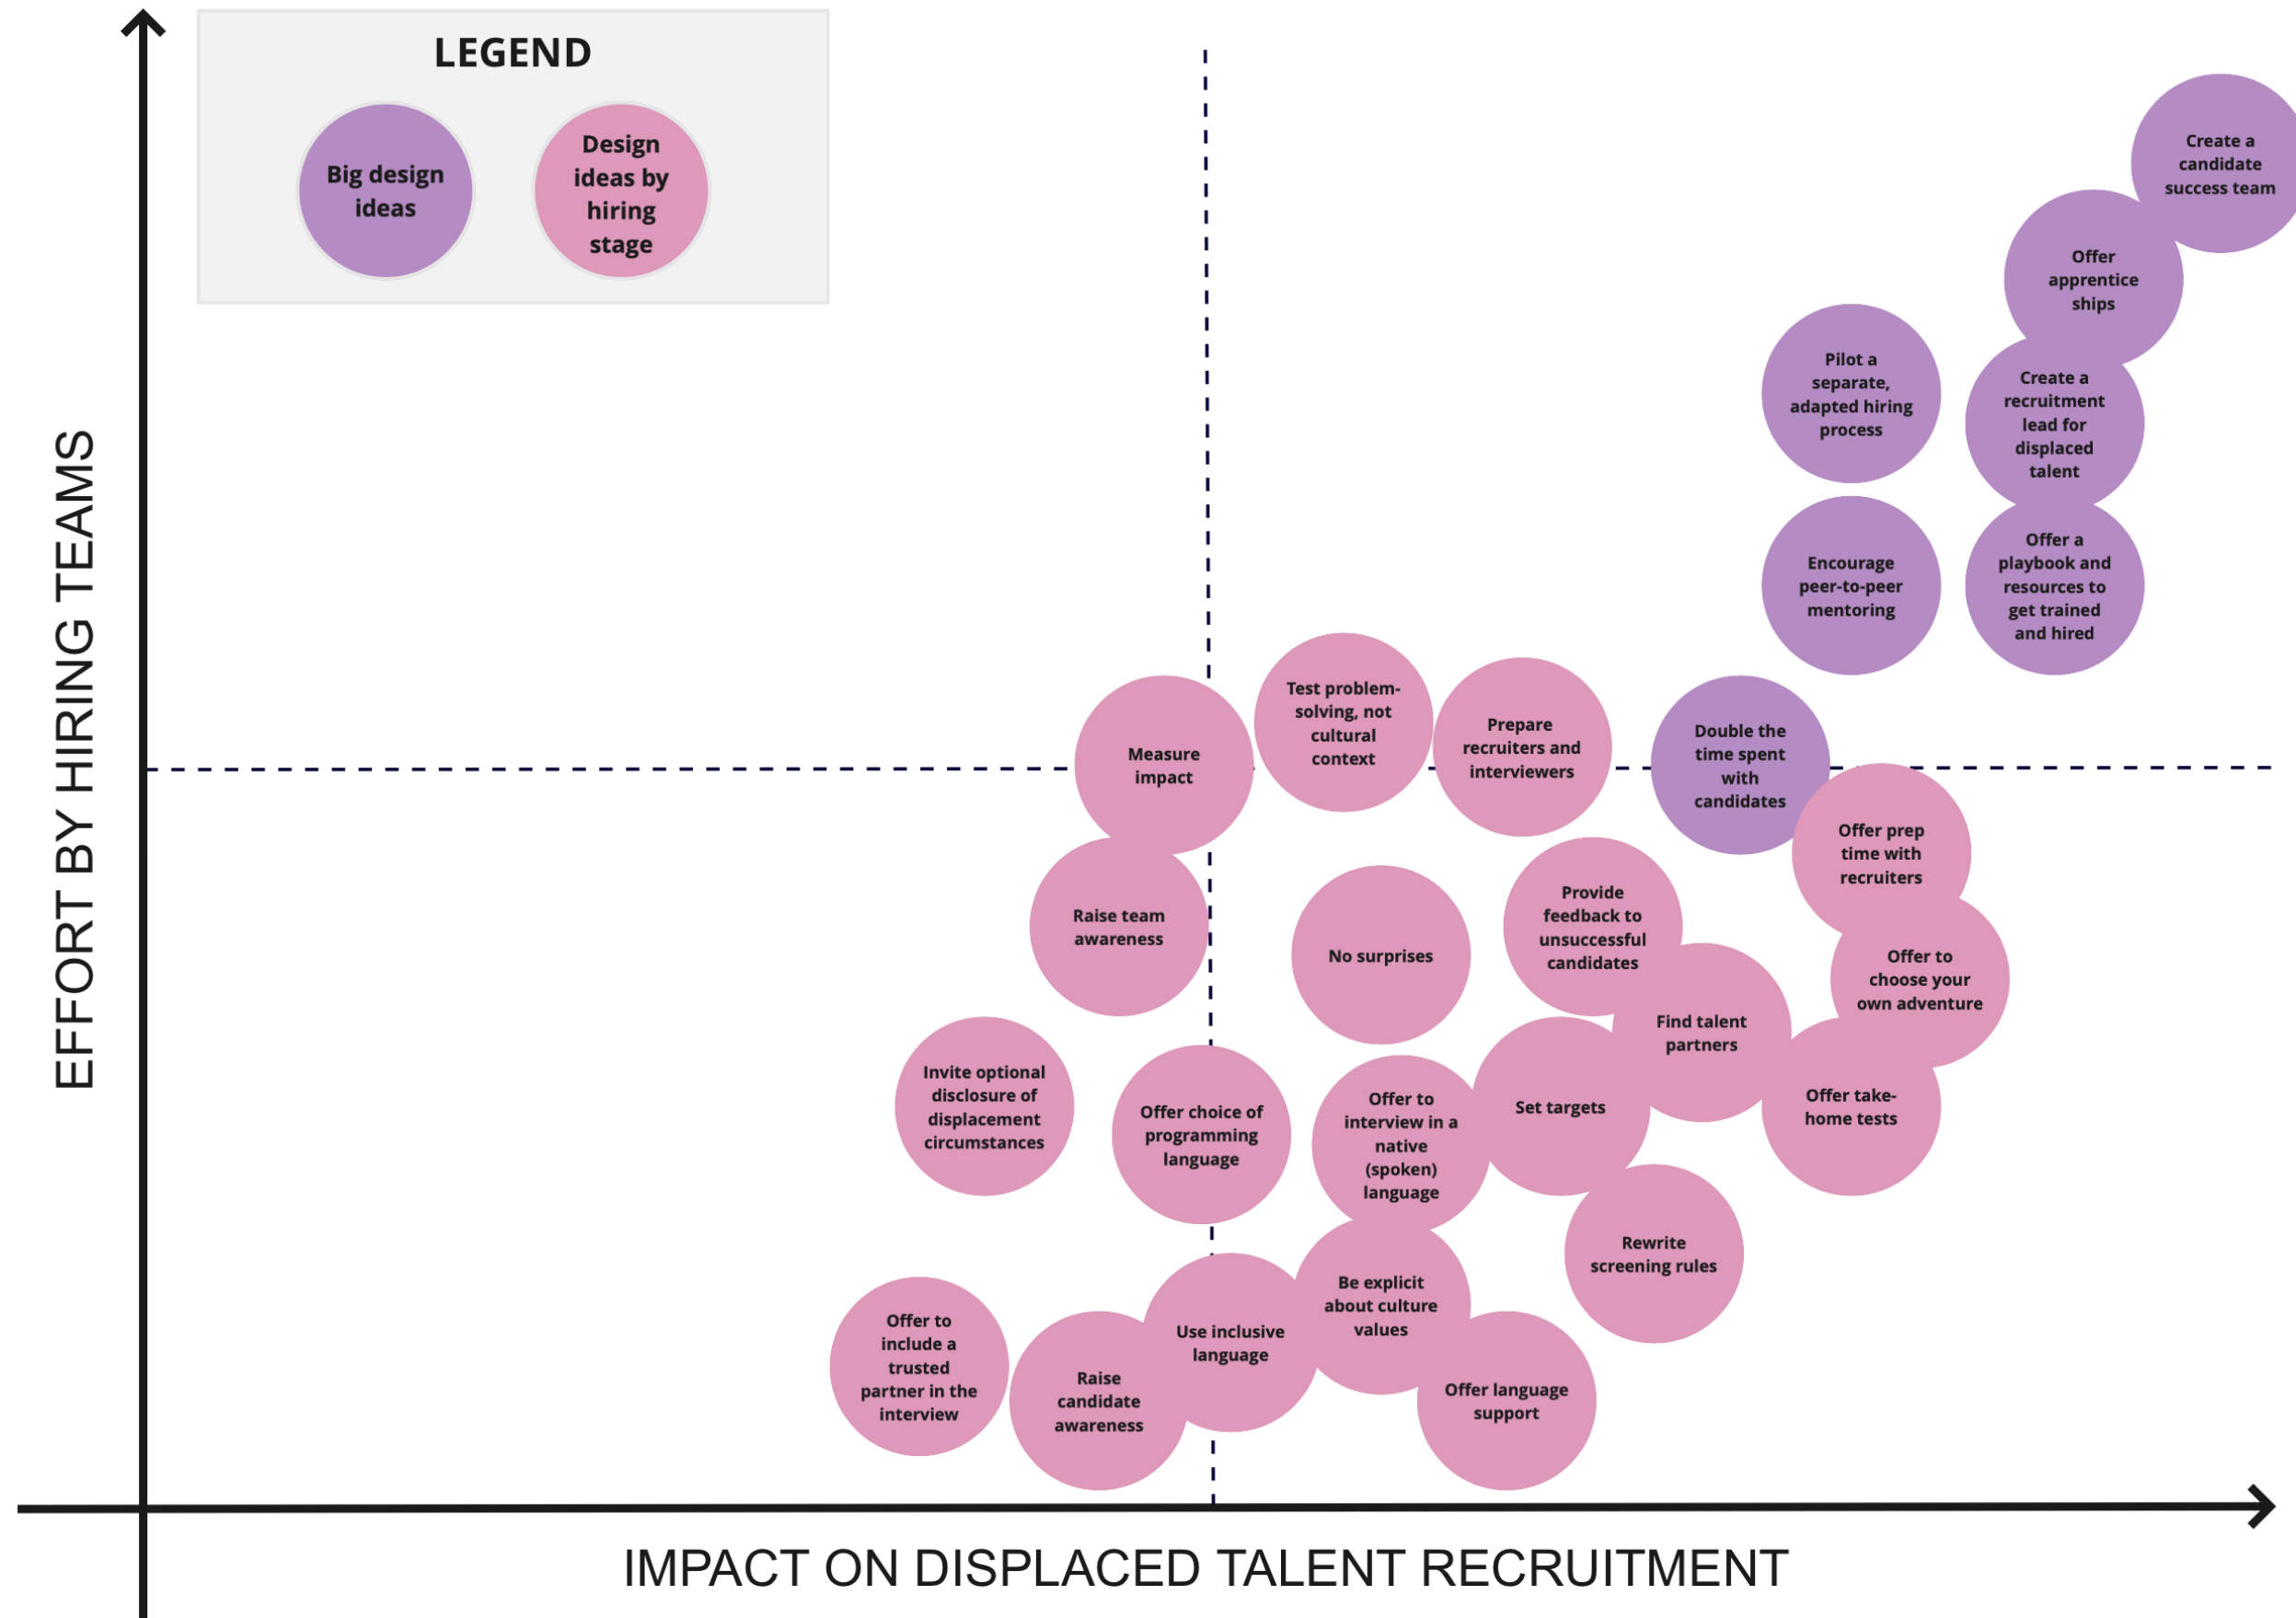 LEGEND
Big design
ideas
Design
ideas by
hiring
stage
EFFORT BY HIRING TEAMS
Create a
candidate
success team
Offer
apprentice
ships
Pilot a
separate,
adapted hiring
process
Create a
recruitment
lead for
displaced
talent
Encourage
peer-to-peer
mentoring
Offer a
playbook and
resources to
get trained
and hired
Measure
impact
Test problem-
solving, not
cultural
context
Prepare
recruiters and
interviewers
Double the
time spent
with
candidates
Offer prep
time with
recruiters
Raise team
awareness
No surprises
Provide
feedback to
unsuccessful
candidates
Offer to
choose your
own adventure
Find talent
partners
Invite optional
disclosure of
displacement
circumstances
Offer choice of
programming
language
Offer to
interview in a
native
(spoken)
language
Set targets
Offer take-
home tests
Rewrite
screening rules
Offer to
include a
trusted
partner in the
interview
Raise
candidate
awareness
Use inclusive
language
Be explicit
about culture
values
Offer language
support
IMPACT ON DISPLACED TALENT RECRUITMENT